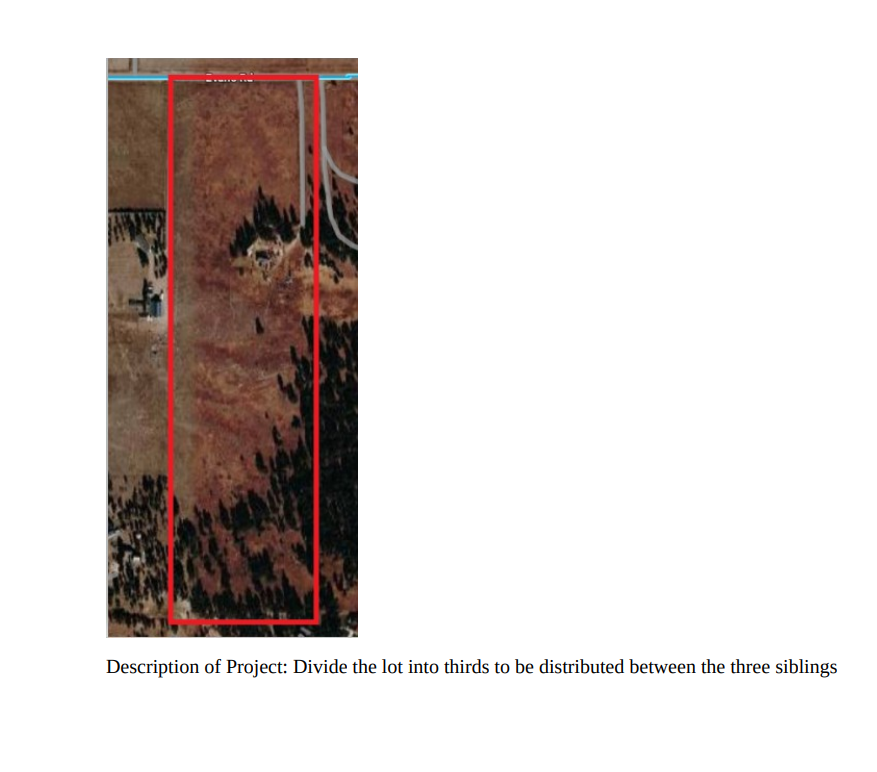 Description of Project: Divide the lot into thirds to be distributed between the three siblings